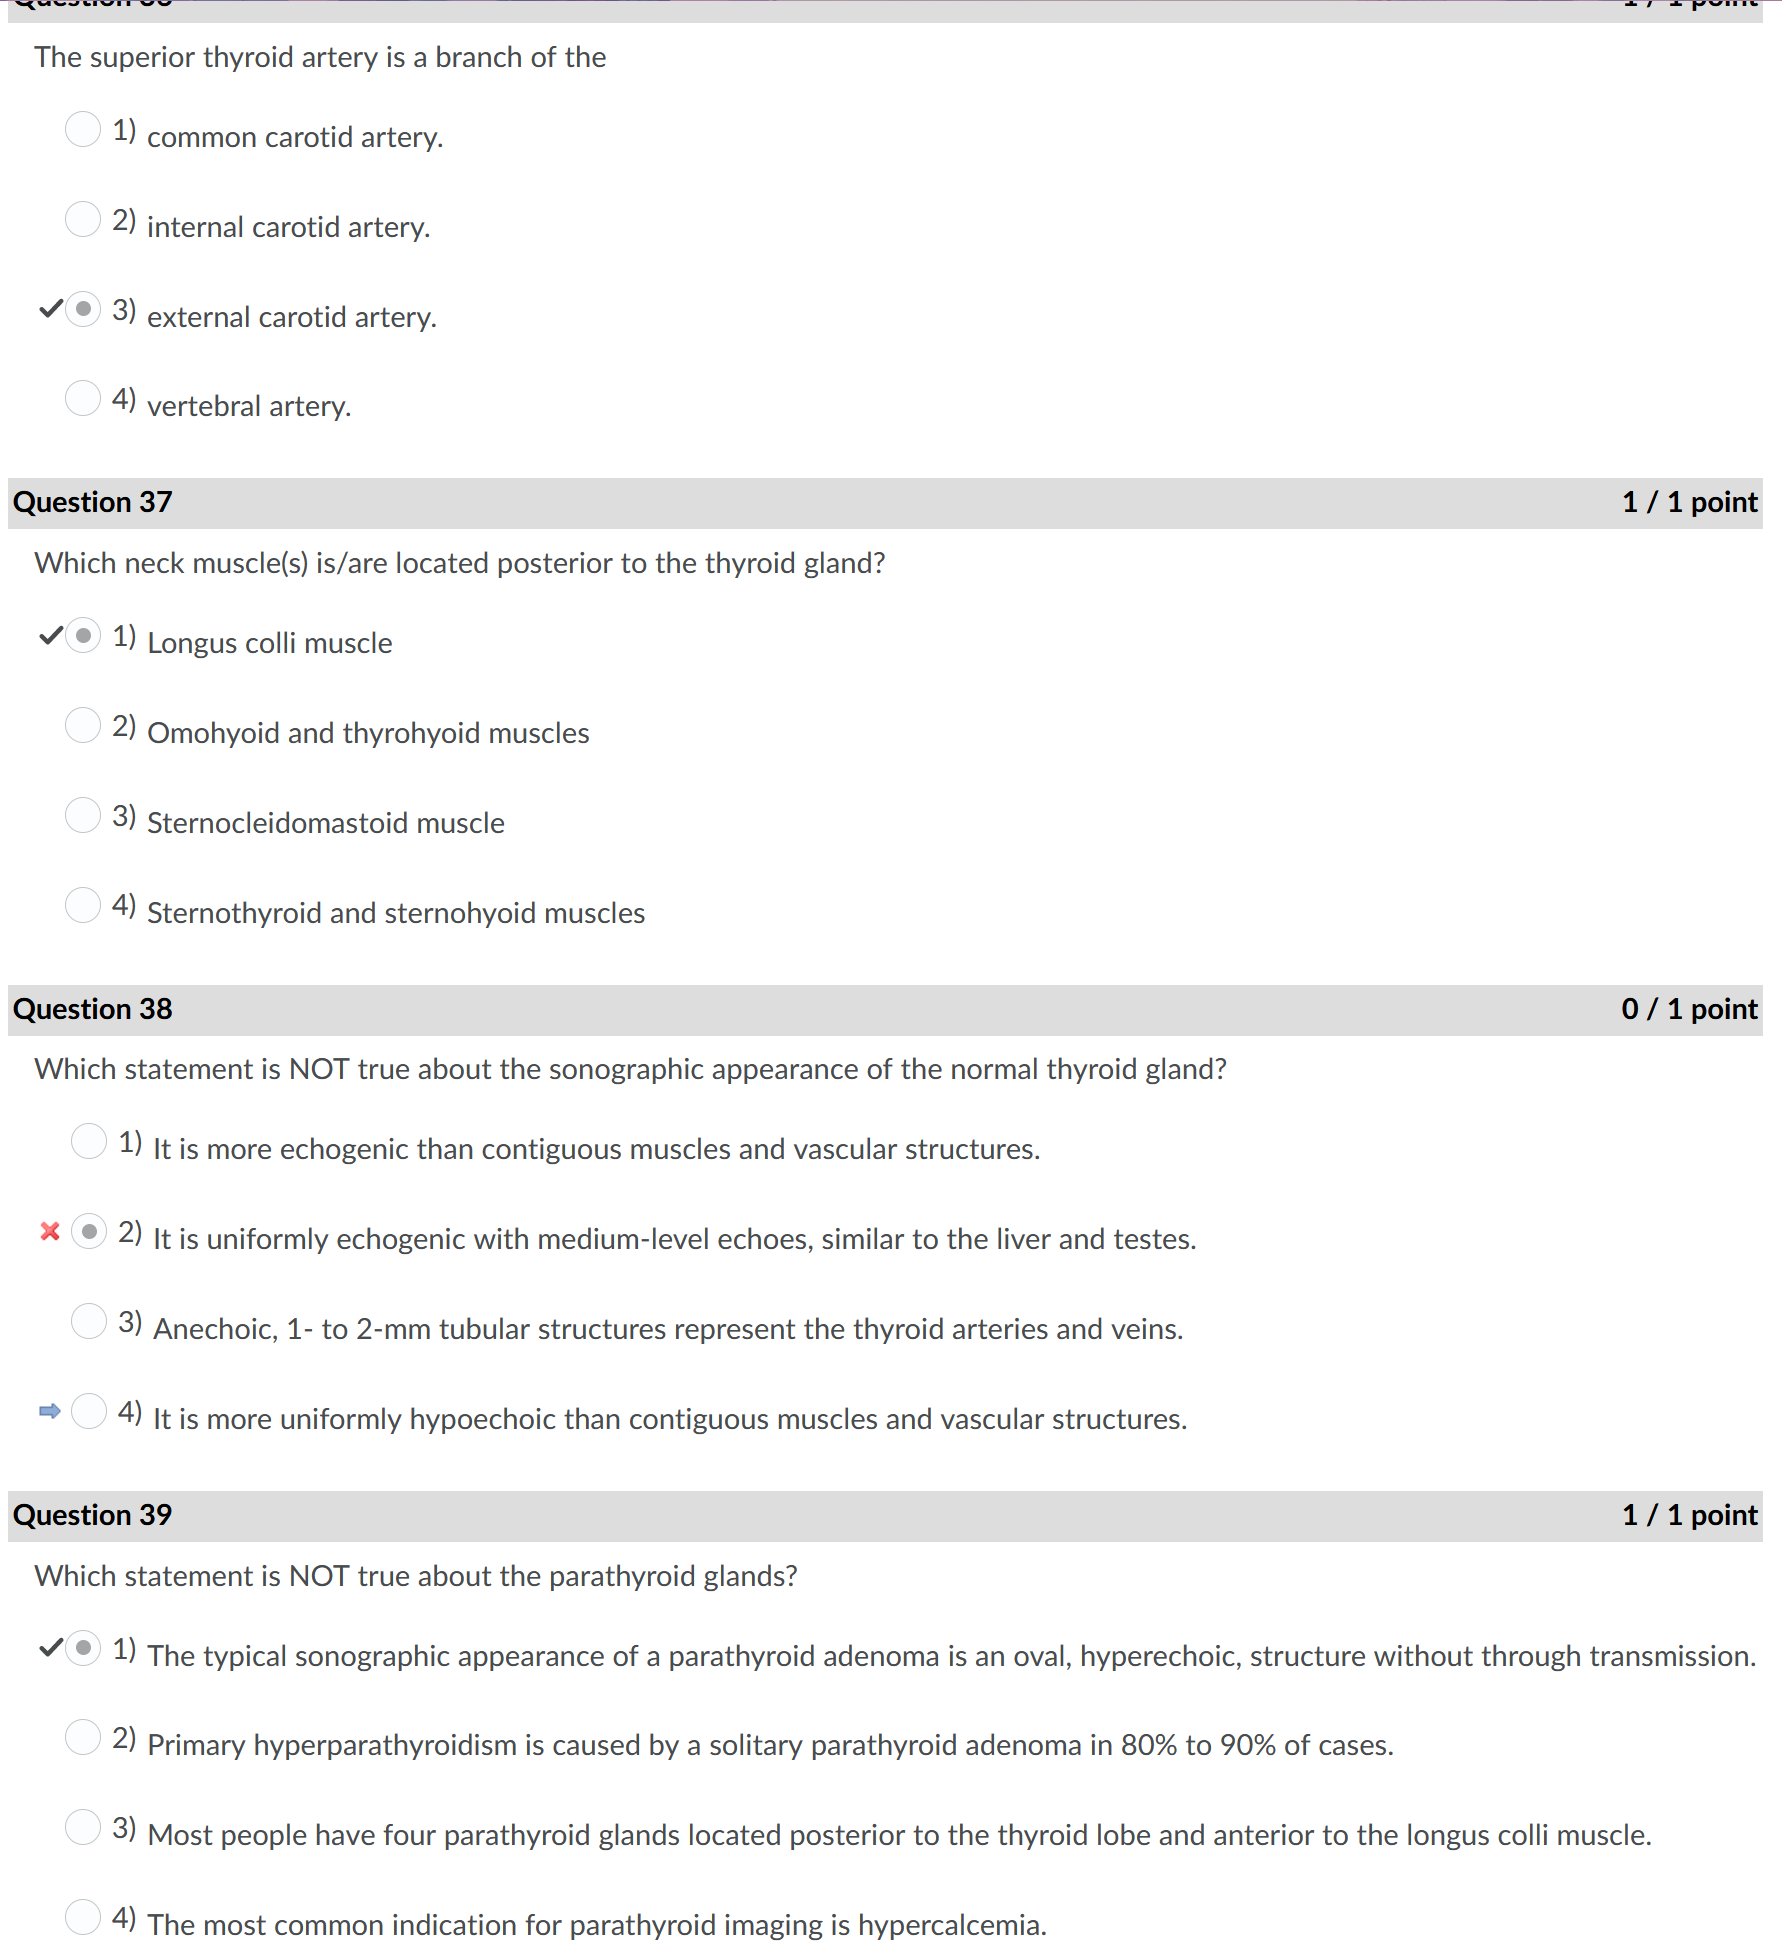 The superior thyroid artery is a branch of the
1) common carotid artery.
2) internal carotid artery.
3) external carotid artery.
4) vertebral artery.
Question 37 1 / 1 point
Which neck muscle(s) is/are located posterior to the thyroid gland?
1) Longus colli muscle
2) Omohyoid and thyrohyoid muscles
3) Sternocleidomastoid muscle
4) Sternothyroid and sternohyoid muscles
Question 38 0 / 1 point
Which statement is NOT true about the sonographic appearance of the normal thyroid gland?
1) It is more echogenic than contiguous muscles and vascular structures.
2) It is uniformly echogenic with medium-level echoes, similar to the liver and testes.
3) Anechoic, 1- to 2-mm tubular structures represent the thyroid arteries and veins.
4) It is more uniformly hypoechoic than contiguous muscles and vascular structures.
Question 39 1 / 1 point
Which statement is NOT true about the parathyroid glands?
1) The typical sonographic appearance of a parathyroid adenoma is an oval, hyperechoic, structure without through transmission.
2) Primary hyperparathyroidism is caused by a solitary parathyroid adenoma in 80% to 90% of cases.
3) Most people have four parathyroid glands located posterior to the thyroid lobe and anterior to the longus colli muscle.
4) The most common indication for parathyroid imaging is hypercalcemia.